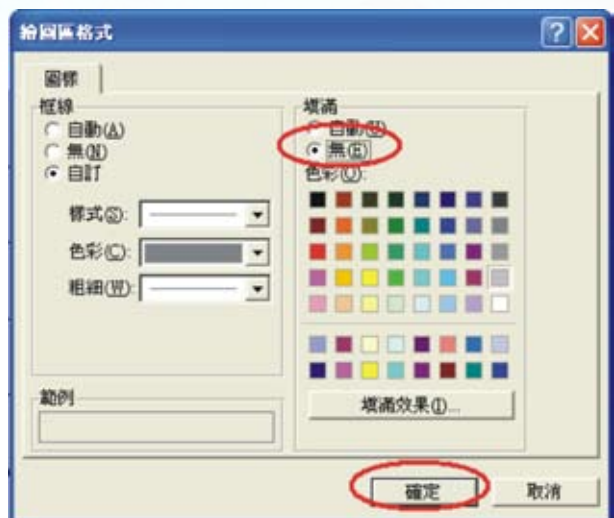 繪圖區格式
圖樣
框線
自動(A)
無(N)
自訂
樣式(S):
色彩(C):
粗細(W):
範例
填滿
自動(U)
無(E)
色彩(O):
填滿效果(I)...
確定
取消